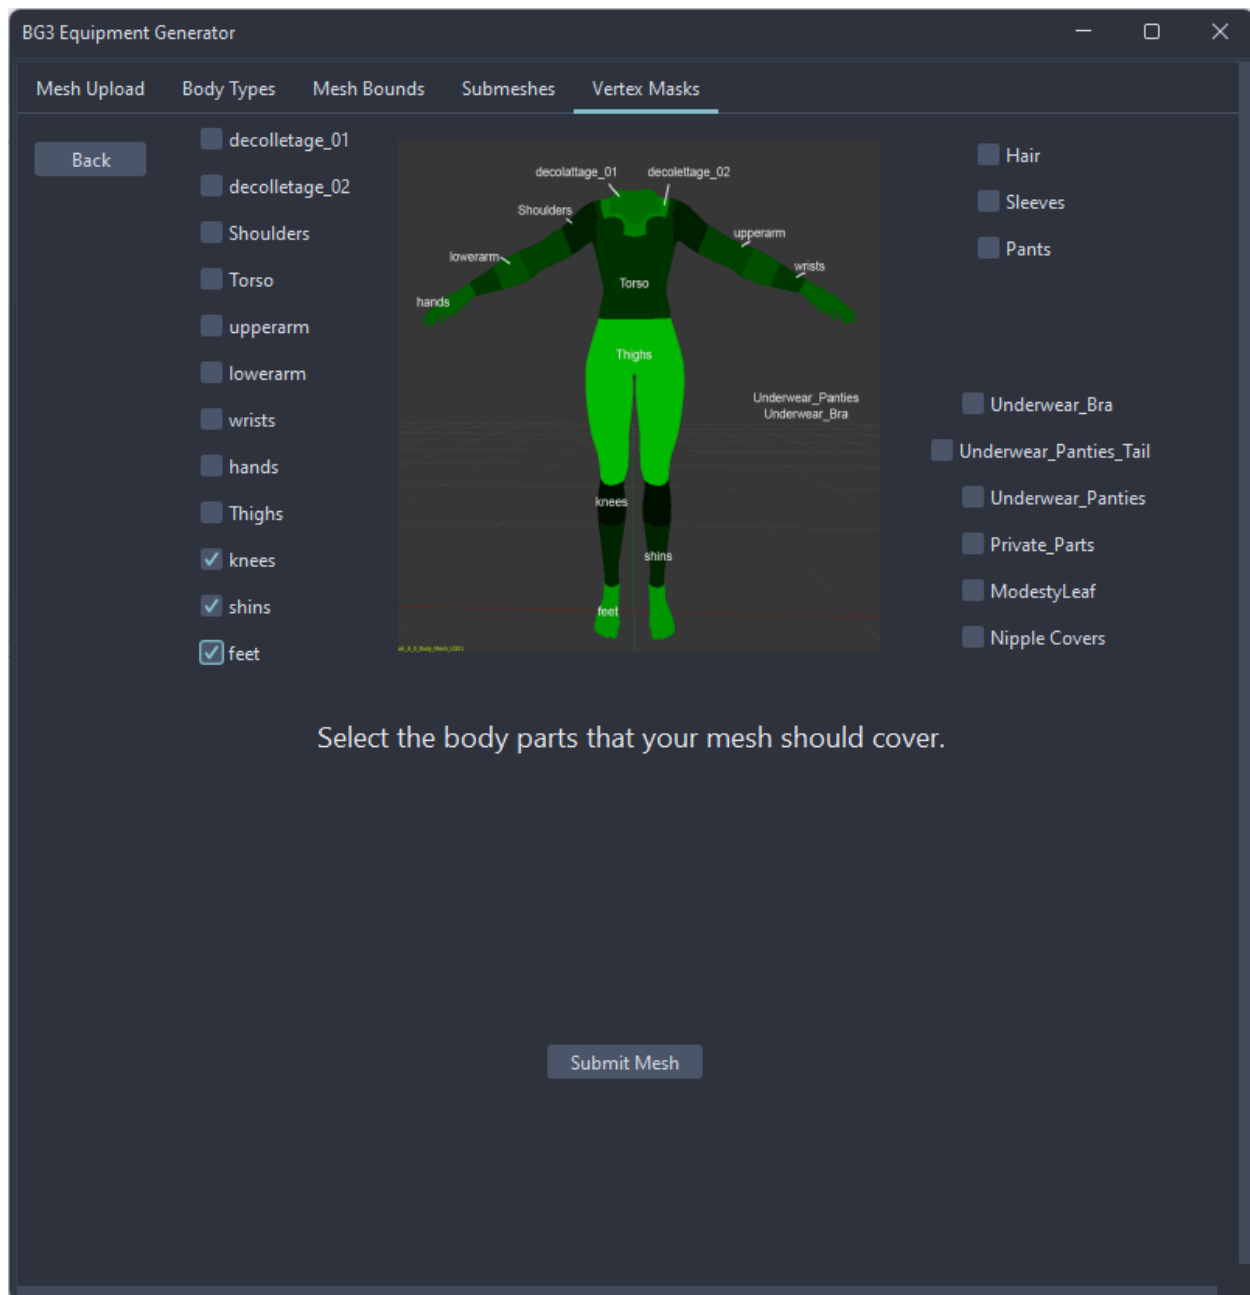 BG3 Equipment Generator
Mesh Upload Body Types Mesh Bounds Submeshes Vertex Masks
Back
decolletage_01
decolletage_02
Shoulders
Torso
upperarm
lowerarm
wrists
hands
Thighs
knees
shins
feet
decolattage_01
decolettage_02
Shoulders
upperarm
lowerarm
wrists
Torso
hands
Thighs
Underwear_Panties
Underwear_Bra
knees
shins
feet
Hair
Sleeves
Pants
Underwear_Bra
Underwear_Panties_Tail
Underwear_Panties
Private_Parts
ModestyLeaf
Nipple Covers
Select the body parts that your mesh should cover.
Submit Mesh